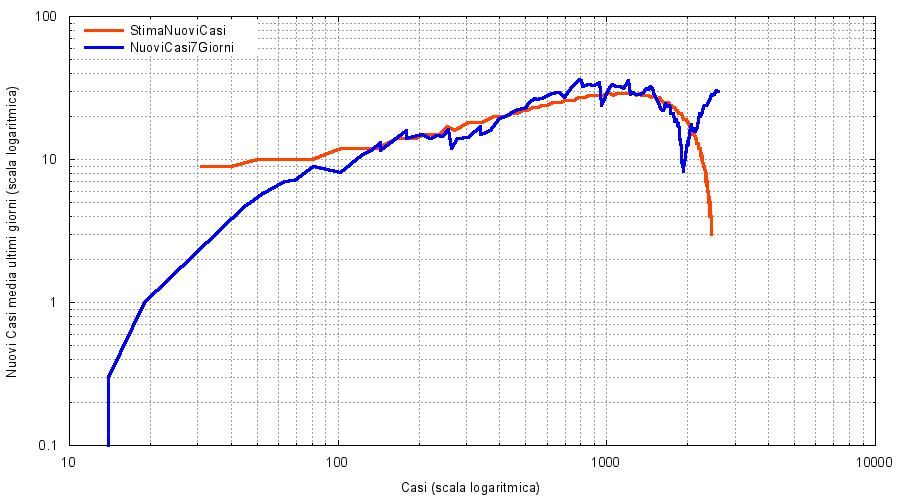 100
StimaNuoviCasi
NuoviCasi7Giorni
10
1
0.1
Nuovi Casi media ultimi giorni (scala logaritmica)
10
100
1000
10000
Casi (scala logaritmica)